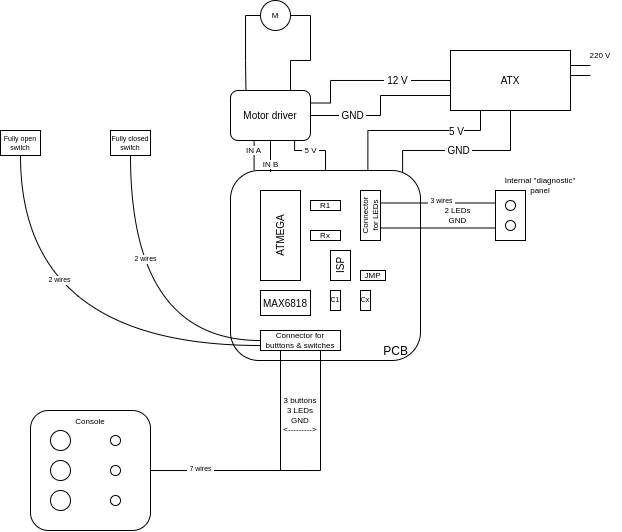 M
220 V
12 V
ATX
Motor driver
GND
5 V
Fully open
switch
Fully closed
switch
IN A
5 V
GND
IN B
Internal "diagnostic"
panel
3 wires
R1
Connector
for LEDs
2 LEDs
GND
ATMEGA
Rx
2 wires
ISP
JMP
2 wires
MAX6818
C1
Cx
Connector for
butttons & switches
PCB
3 buttons
3 LEDs
GND
<--------->
Console
7 wires